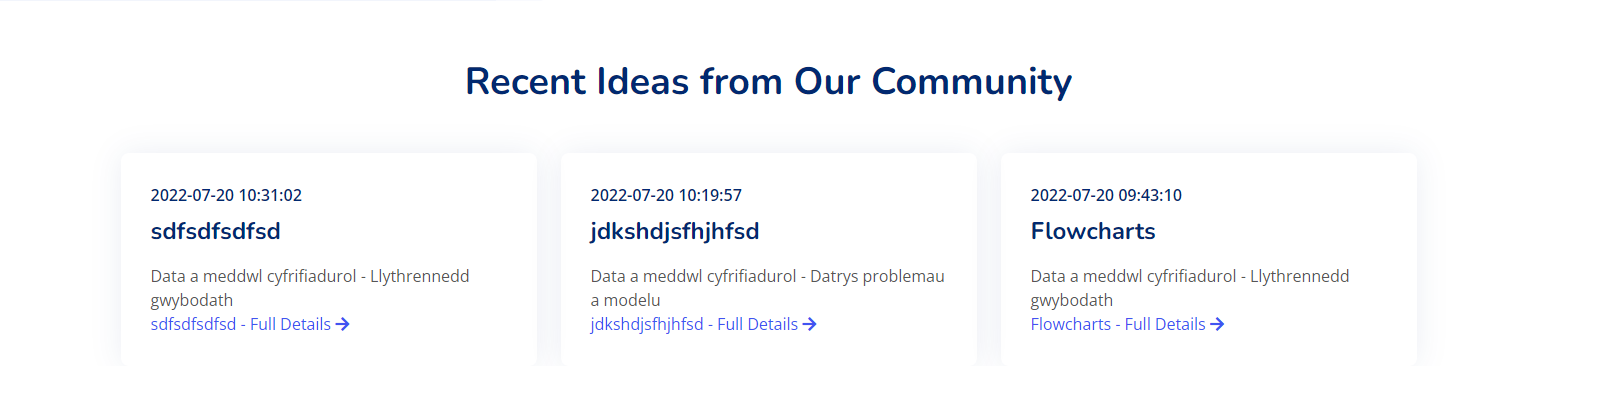 Recent Ideas from Our Community
2022-07-20 10:31:02
sdfsdfsdfsd
Data a meddwl cyfrifiadurol - Llythrennedd
gwybodath
sdfsdfsdfsd - Full Details →
2022-07-20 10:19:57
jdkshdjsfhjhfsd
Data a meddwl cyfrifiadurol - Datrys problemau
a modelu
jdkshdjsfhjhfsd - Full Details →
2022-07-20 09:43:10
Flowcharts
Data a meddwl cyfrifiadurol - Llythrennedd
gwybodath
Flowcharts - Full Details →